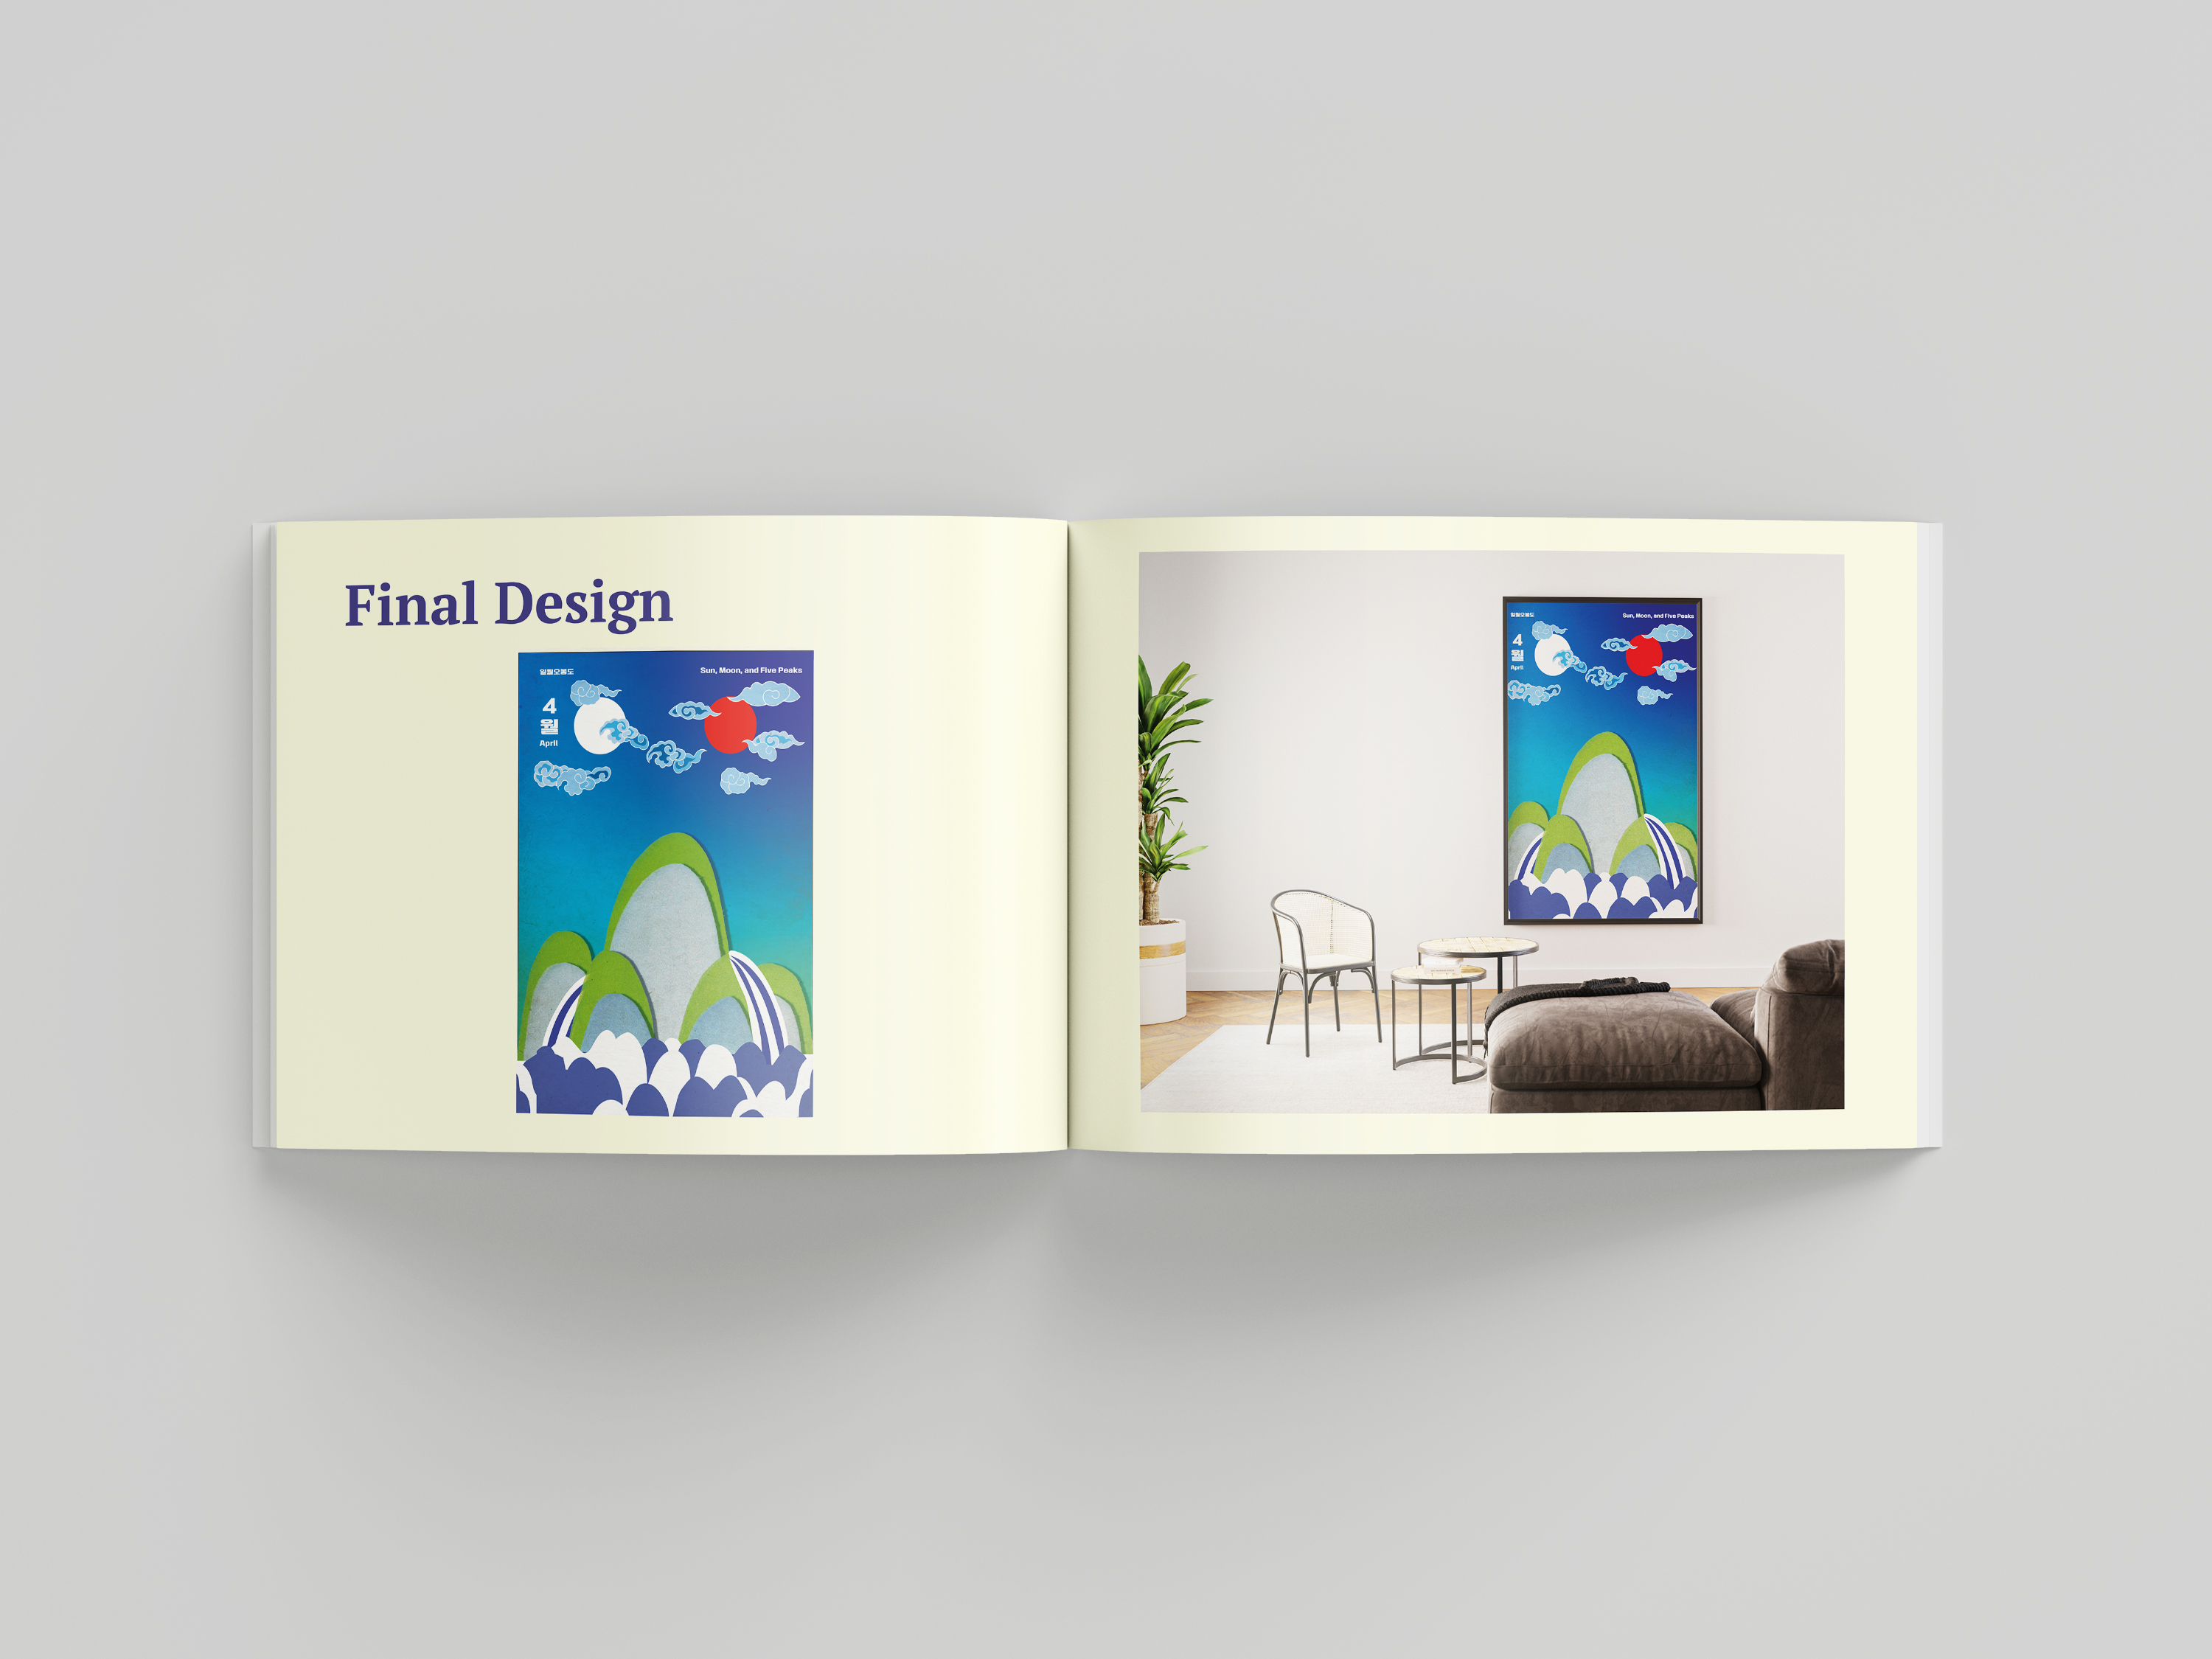 Final Design
일월오봉도
Sun, Moon, and Five Peaks
4
월
April
일월오봉도
Sun, Moon, and Five Peaks
4
월
April